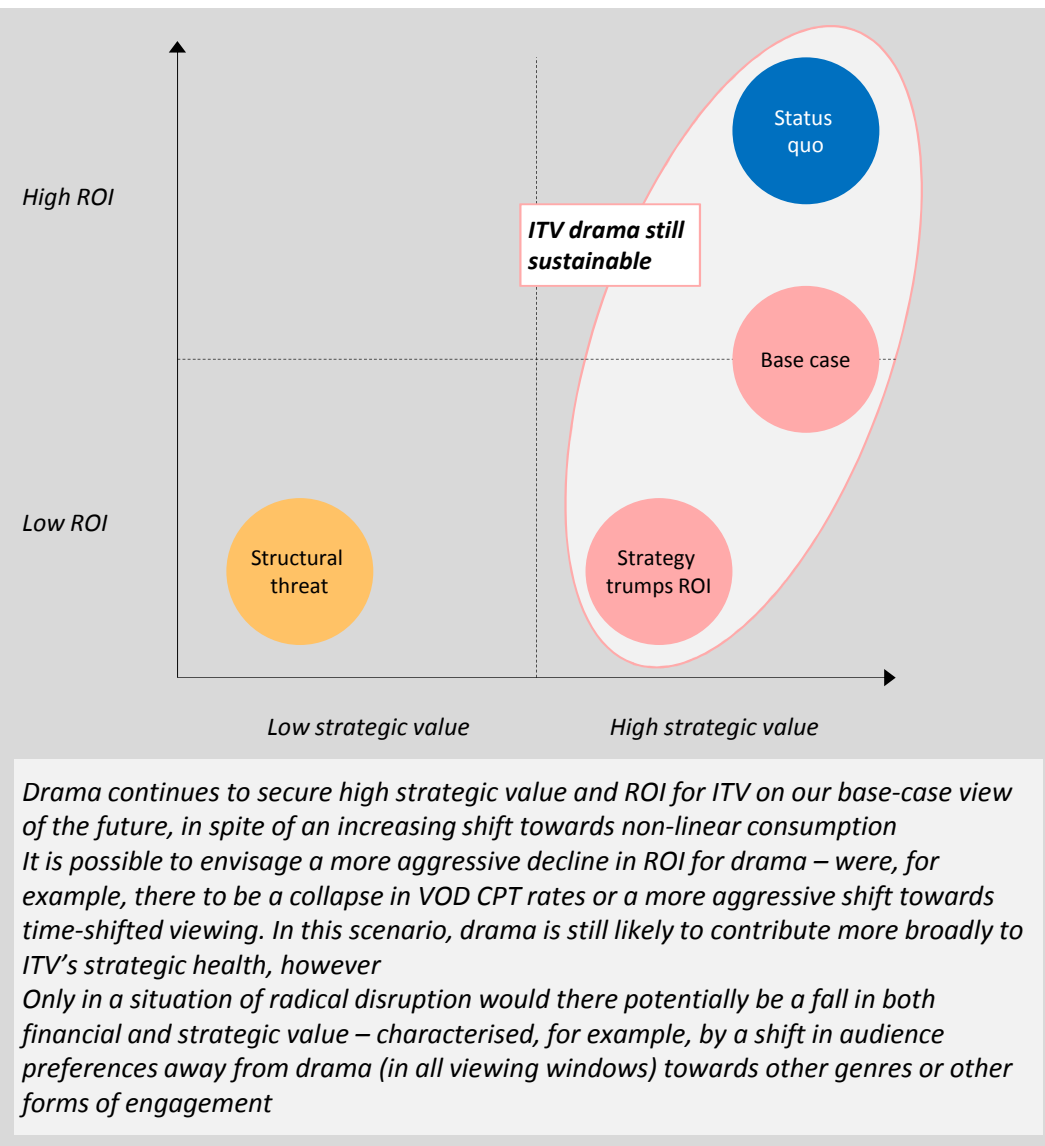 Status
quo
High ROI
ITV drama still
sustainable
Base case
Low ROI
Structural
threat
Strategy
trumps ROI
Low strategic value
High strategic value
Drama continues to secure high strategic value and ROI for ITV on our base-case view
of the future, in spite of an increasing shift towards non-linear consumption
It is possible to envisage a more aggressive decline in ROI for drama – were, for
example, there to be a collapse in VOD CPT rates or a more aggressive shift towards
time-shifted viewing. In this scenario, drama is still likely to contribute more broadly to
ITV’s strategic health, however
Only in a situation of radical disruption would there potentially be a fall in both
financial and strategic value – characterised, for example, by a shift in audience
preferences away from drama (in all viewing windows) towards other genres or other
forms of engagement